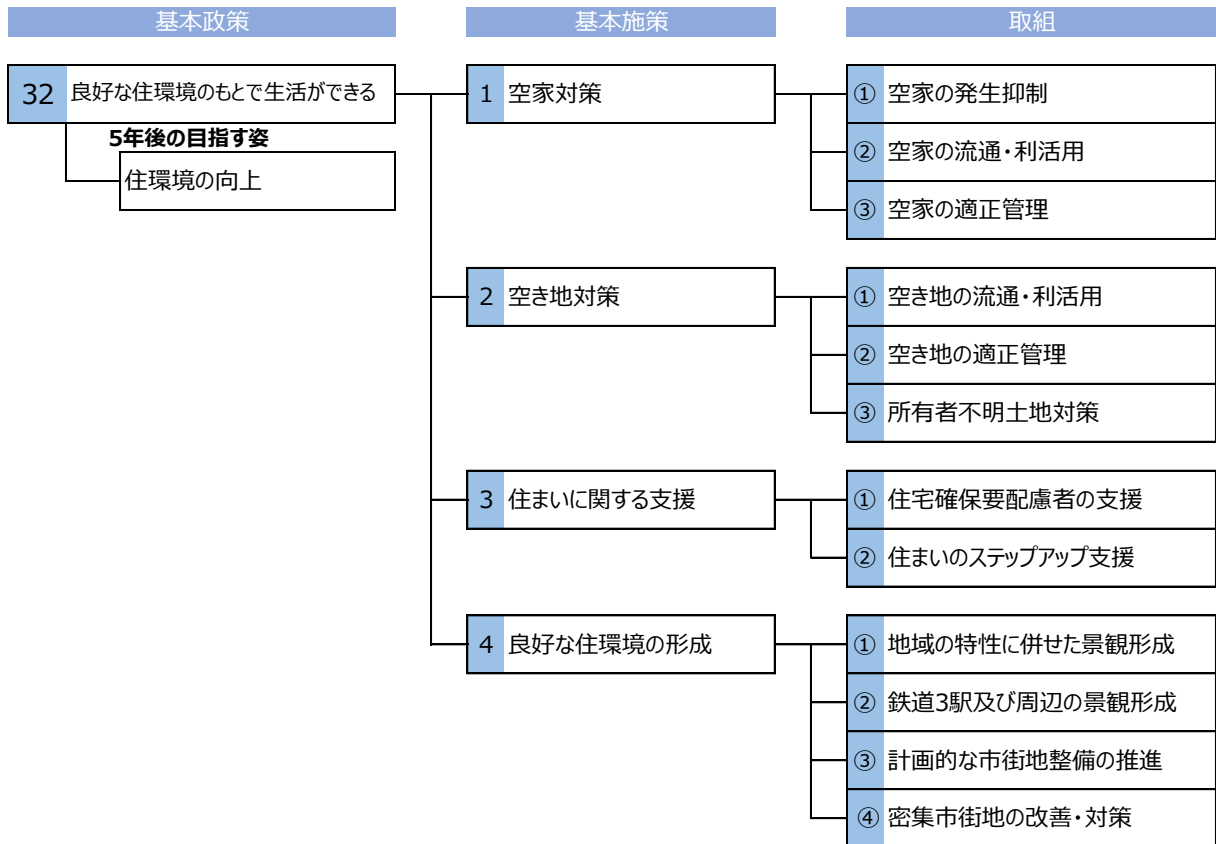 基本政策 基本施策 取組
32 良好な住環境のもとで生活ができる
5年後の目指す姿
住環境の向上
1 空家対策
① 空家の発生抑制
② 空家の流通・利活用
③ 空家の適正管理
2 空き地対策
① 空き地の流通・利活用
② 空き地の適正管理
③ 所有者不明土地対策
3 住まいに関する支援
① 住宅確保要配慮者の支援
② 住まいのステップアップ支援
4 良好な住環境の形成
① 地域の特性に併せた景観形成
② 鉄道3駅及び周辺の景観形成
③ 計画的な市街地整備の推進
④ 密集市街地の改善・対策